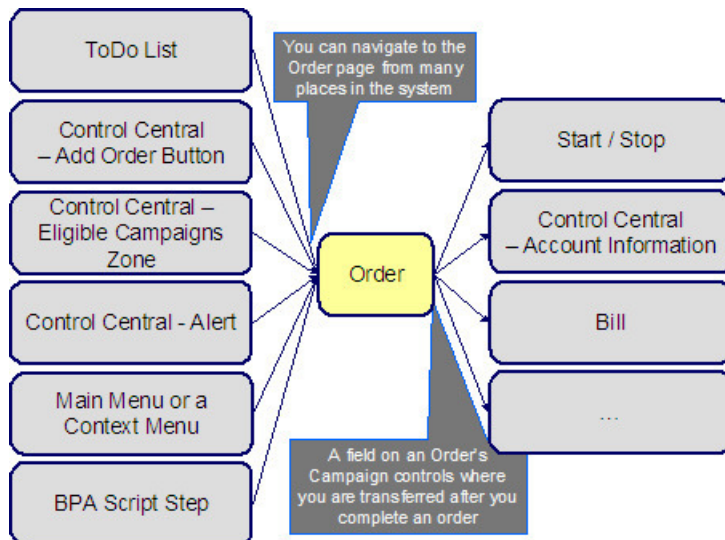 ToDo List
Control Central
– Add Order Button
Control Central –
Eligible Campaigns
Zone
Control Central - Alert
Main Menu or a
Context Menu
BPA Script Step
You can navigate to the
Order page from many
places in the system
Order
A field on an Order's
Campaign controls where
you are transferred after you
complete an order
Start / Stop
Control Central
– Account Information
Bill
...